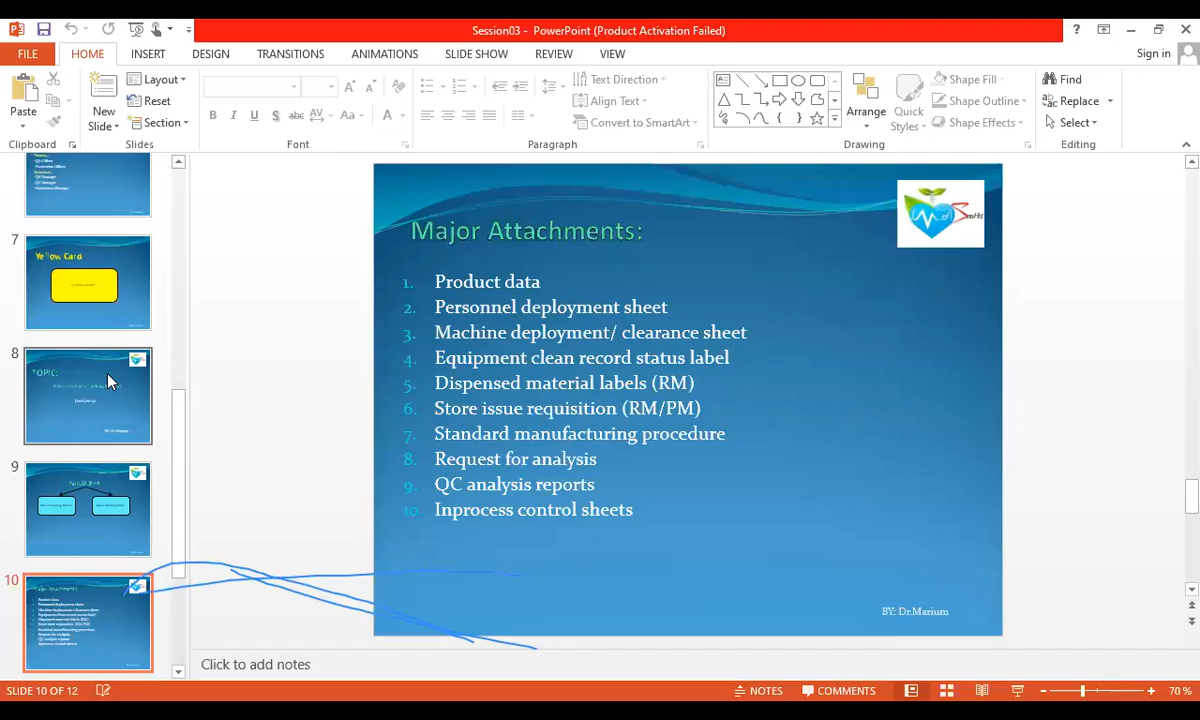 Session03 - PowerPoint (Product Activation Failed)
FILE HOME INSERT DESIGN TRANSITIONS ANIMATIONS SLIDE SHOW REVIEW VIEW Sign in
Paste
New Slide
Layout
Reset
Section
B I U S abc AV Aa A
Text Direction
Align Text
Convert to SmartArt
Arrange
Quick Styles
Shape Fill
Shape Outline
Shape Effects
Find
Replace
Select
Clipboard Slides Font Paragraph Drawing Editing
7
Yellow Card
8
TOPIC:
9
10
Major Attachments:
Major Attachments:
1. Product data
2. Personnel deployment sheet
3. Machine deployment/ clearance sheet
4. Equipment clean record status label
5. Dispensed material labels (RM)
6. Store issue requisition (RM/PM)
7. Standard manufacturing procedure
8. Request for analysis
9. QC analysis reports
10. Inprocess control sheets
BY: Dr.Marium
Click to add notes
SLIDE 10 OF 12 NOTES COMMENTS 70 %